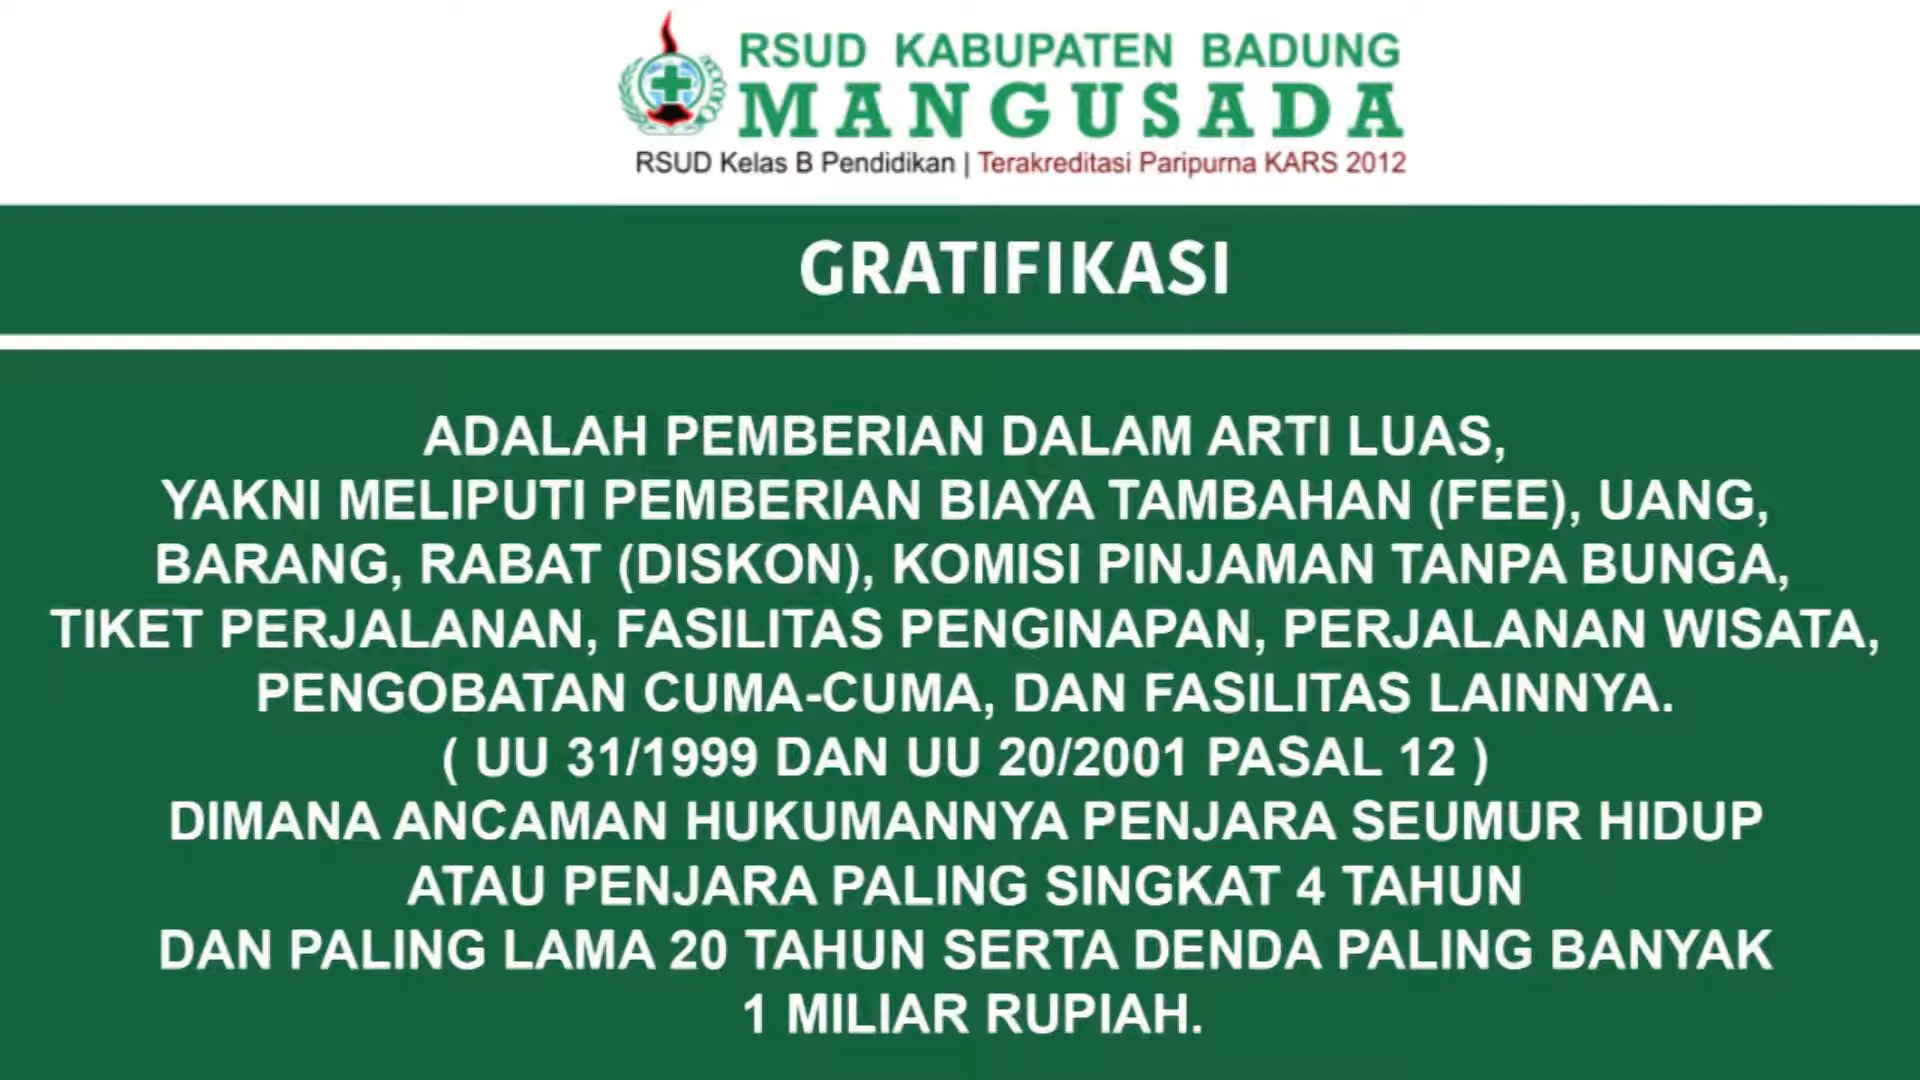 RSUD KABUPATEN BADUNG
MANGUSADA
RSUD Kelas B Pendidikan | Terakreditasi Paripurna KARS 2012
GRATIFIKASI
ADALAH PEMBERIAN DALAM ARTI LUAS,
YAKNI MELIPUTI PEMBERIAN BIAYA TAMBAHAN (FEE), UANG,
BARANG, RABAT (DISKON), KOMISI PINJAMAN TANPA BUNGA,
TIKET PERJALANAN, FASILITAS PENGINAPAN, PERJALANAN WISATA,
PENGOBATAN CUMA-CUMA, DAN FASILITAS LAINNYA.
( UU 31/1999 DAN UU 20/2001 PASAL 12 )
DIMANA ANCAMAN HUKUMANNYA PENJARA SEUMUR HIDUP
ATAU PENJARA PALING SINGKAT 4 TAHUN
DAN PALING LAMA 20 TAHUN SERTA DENDA PALING BANYAK
1 MILIAR RUPIAH.